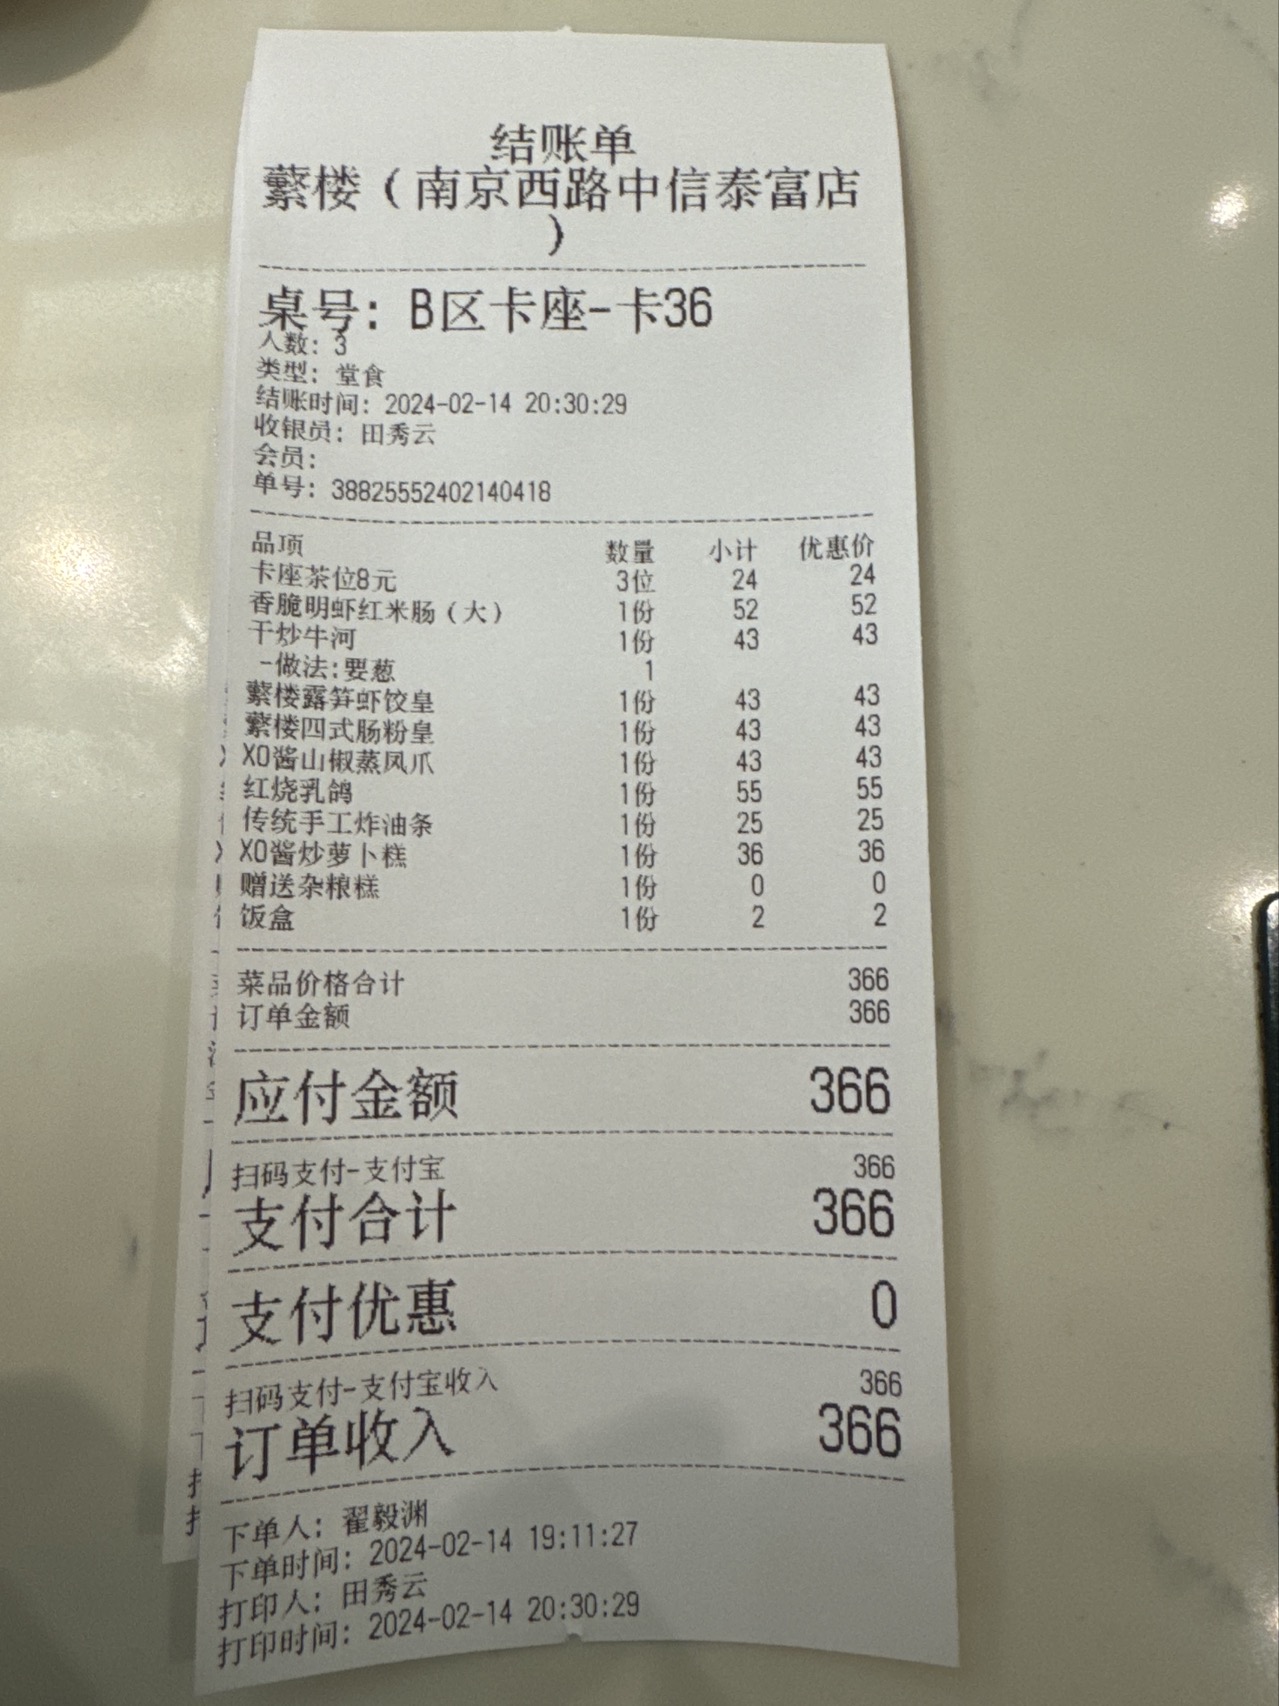 结账单
蘩楼（南京西路中信泰富店
）
桌号：B区卡座-卡36
人数：3
类型：堂食
结账时间：2024-02-14 20:30:29
收银员：田秀云
会员：
单号：38825552402140418
品项 数量 小计 优惠价
卡座茶位8元 3位 24 24
香脆明虾红米肠（大） 1份 52 52
干炒牛河 1份 43 43
-做法:要葱 1
蘩楼露笋虾饺皇 1份 43 43
蘩楼四式肠粉皇 1份 43 43
XO酱山椒蒸凤爪 1份 43 43
红烧乳鸽 1份 55 55
传统手工炸油条 1份 25 25
XO酱炒萝卜糕 1份 36 36
赠送杂粮糕 1份 0 0
饭盒 1份 2 2
菜品价格合计 366
订单金额 366
应付金额 366
扫码支付-支付宝 366
支付合计 366
支付优惠 0
扫码支付-支付宝收入 366
订单收入 366
下单人：翟毅渊
下单时间：2024-02-14 19:11:27
打印人：田秀云
打印时间：2024-02-14 20:30:29